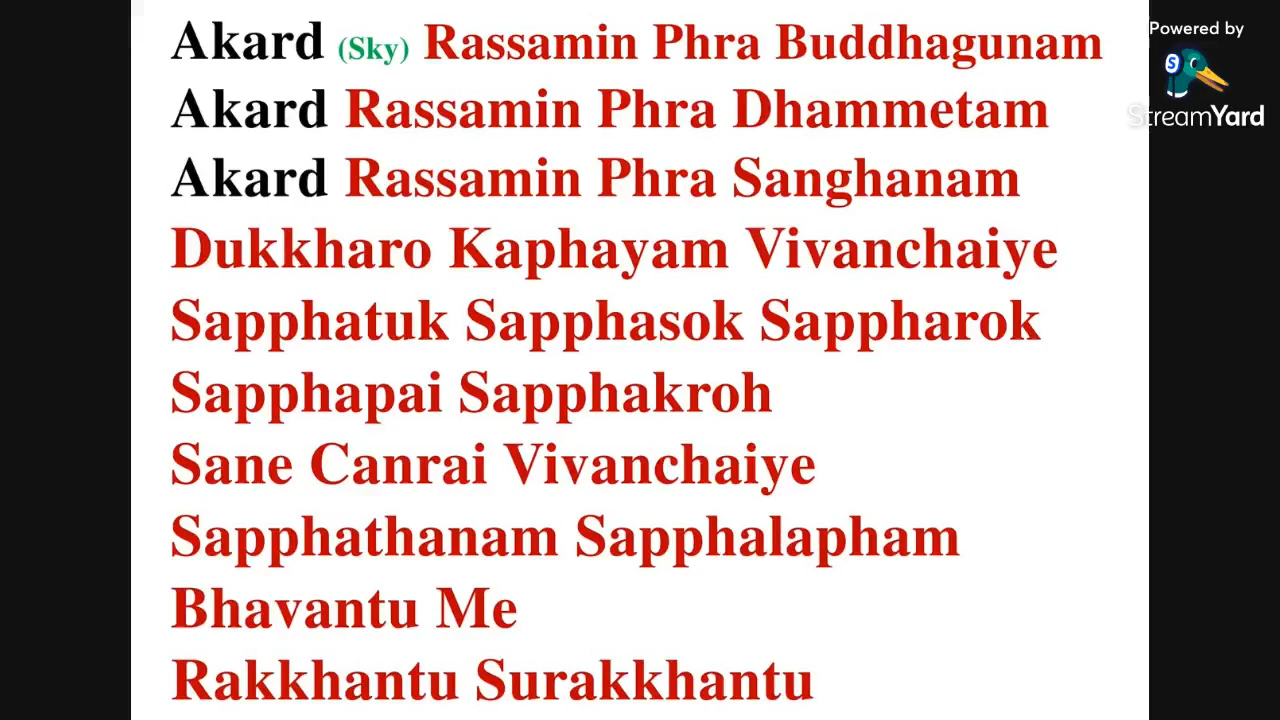 Akard (Sky) Rassamin Phra Buddhagunam
Akard Rassamin Phra Dhammetam
Akard Rassamin Phra Sanghanam
Dukkharo Kaphayam Vivanchaiye
Sapphatuk Sapphasok Sappharok
Sapphapai Sapphakroh
Sane Canrai Vivanchaiye
Sapphathanam Sapphalapham
Bhavantu Me
Rakkhantu Surakkhantu
Powered by
S
StreamYard